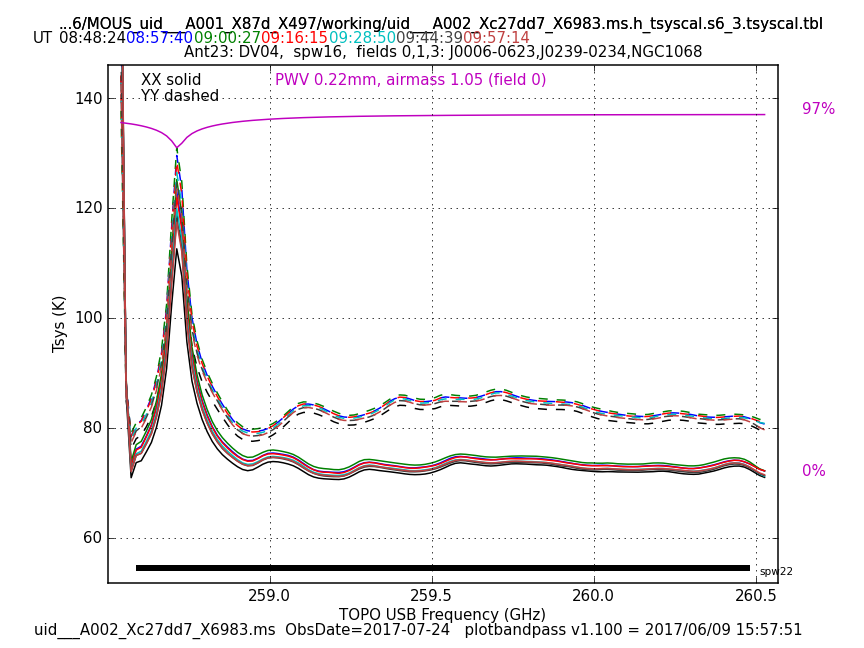 ...6/MOUS_uid___A001_X87d_X497/working/uid___A002_Xc27dd7_X6983.ms.h_tsyscal.s6_3.tsyscal.tbl
UT 08:48:24 08:57:40 09:00:27 09:16:15 09:28:50 09:44:39 09:57:14
Ant23: DV04, spw16, fields 0,1,3: J0006-0623,J0239-0234,NGC1068
XX solid
PWV 0.22mm, airmass 1.05 (field 0)
YY dashed
140
97%
120
100
Tsys (K)
80
0%
60
spw22
259.0 259.5 260.0 260.5
TOPO USB Frequency (GHz)
uid___A002_Xc27dd7_X6983.ms ObsDate=2017-07-24 plotbandpass v1.100 = 2017/06/09 15:57:51